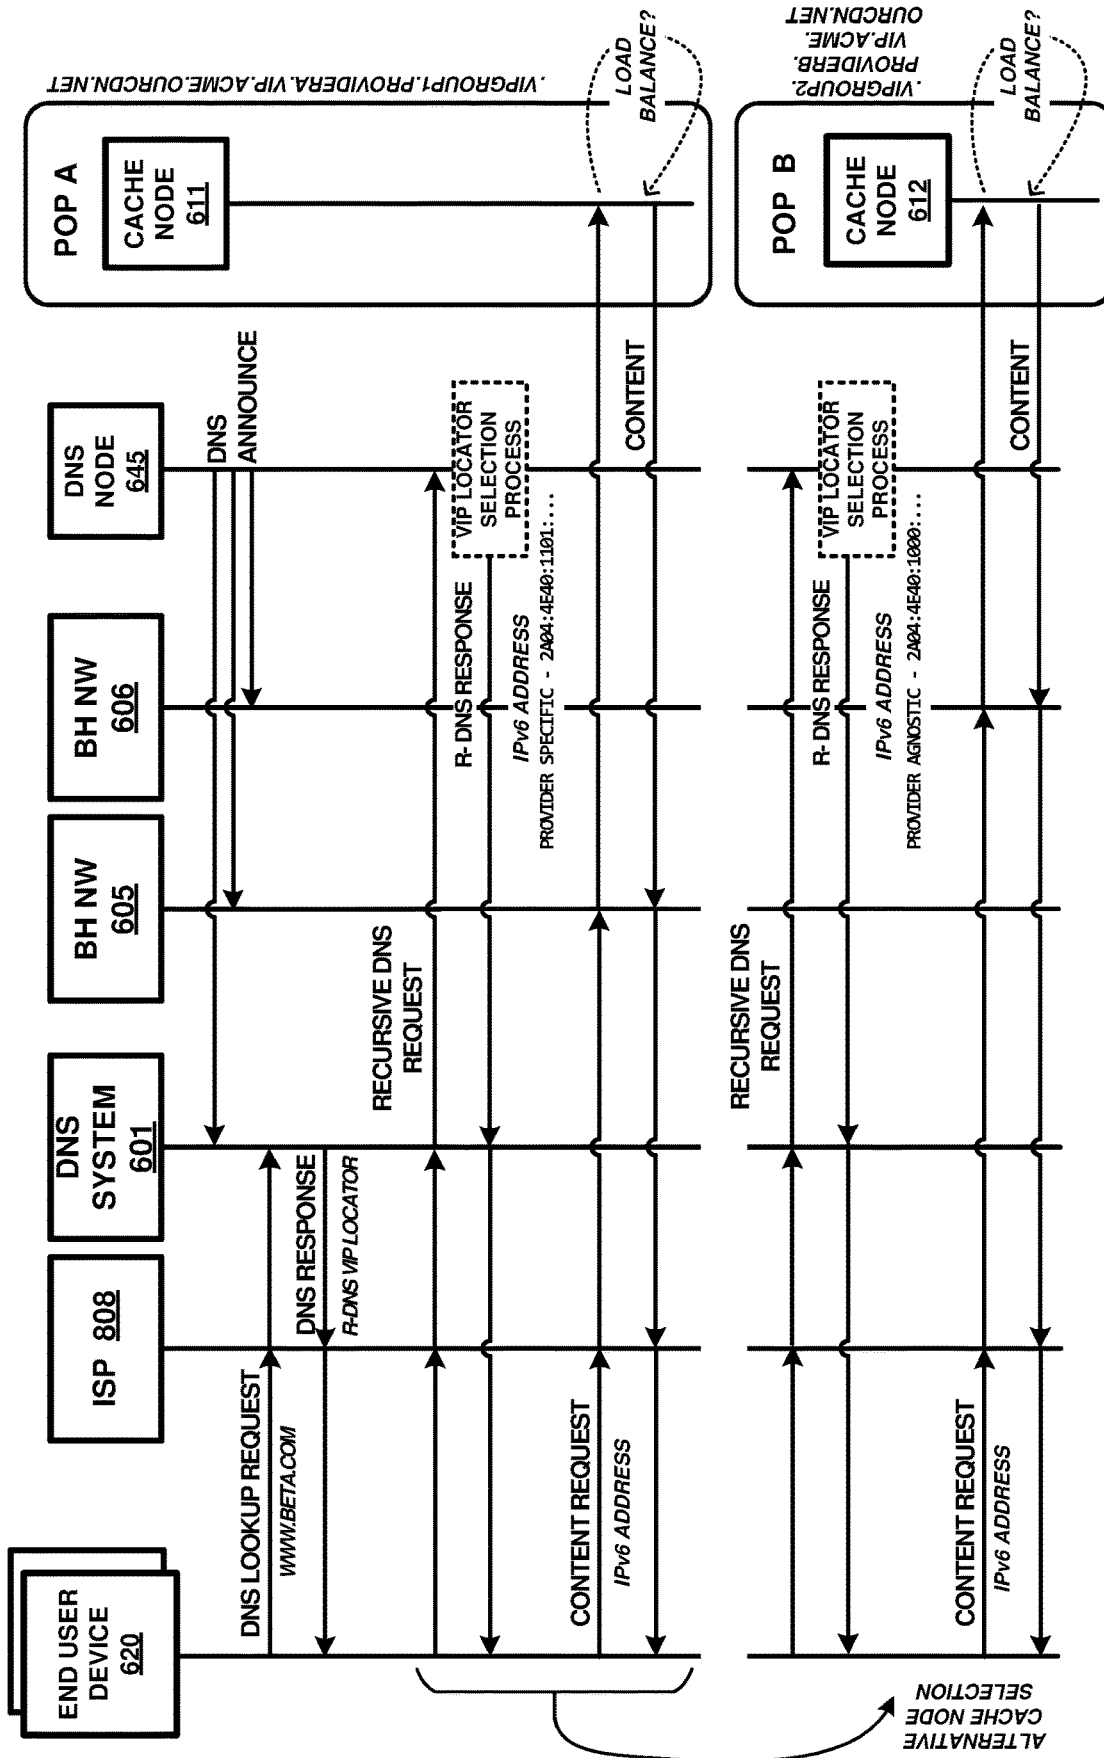 END USER
DEVICE
620
ISP 808
DNS
SYSTEM
601
BH NW
605
BH NW
606
DNS
NODE
645
POP A
CACHE
NODE
611
.VIPGROUP1.PROVIDERA.VIP.ACME.OURCDN.NET
DNS
ANNOUNCE
DNS LOOKUP REQUEST
WWW.BETA.COM
DNS RESPONSE
R-DNS VIP LOCATOR
RECURSIVE DNS
REQUEST
VIP LOCATOR
SELECTION
PROCESS
R- DNS RESPONSE
IPv6 ADDRESS
PROVIDER SPECIFIC - 2A04:4E40:1101:...
CONTENT REQUEST
IPv6 ADDRESS
CONTENT
LOAD
BALANCE?
ALTERNATIVE
CACHE NODE
SELECTION
POP B
CACHE
NODE
612
.VIPGROUP2.
PROVIDERB.
VIP.ACME.
OURCDN.NET
RECURSIVE DNS
REQUEST
VIP LOCATOR
SELECTION
PROCESS
R- DNS RESPONSE
IPv6 ADDRESS
PROVIDER AGNOSTIC - 2A04:4E40:1000:...
CONTENT REQUEST
IPv6 ADDRESS
CONTENT
LOAD
BALANCE?